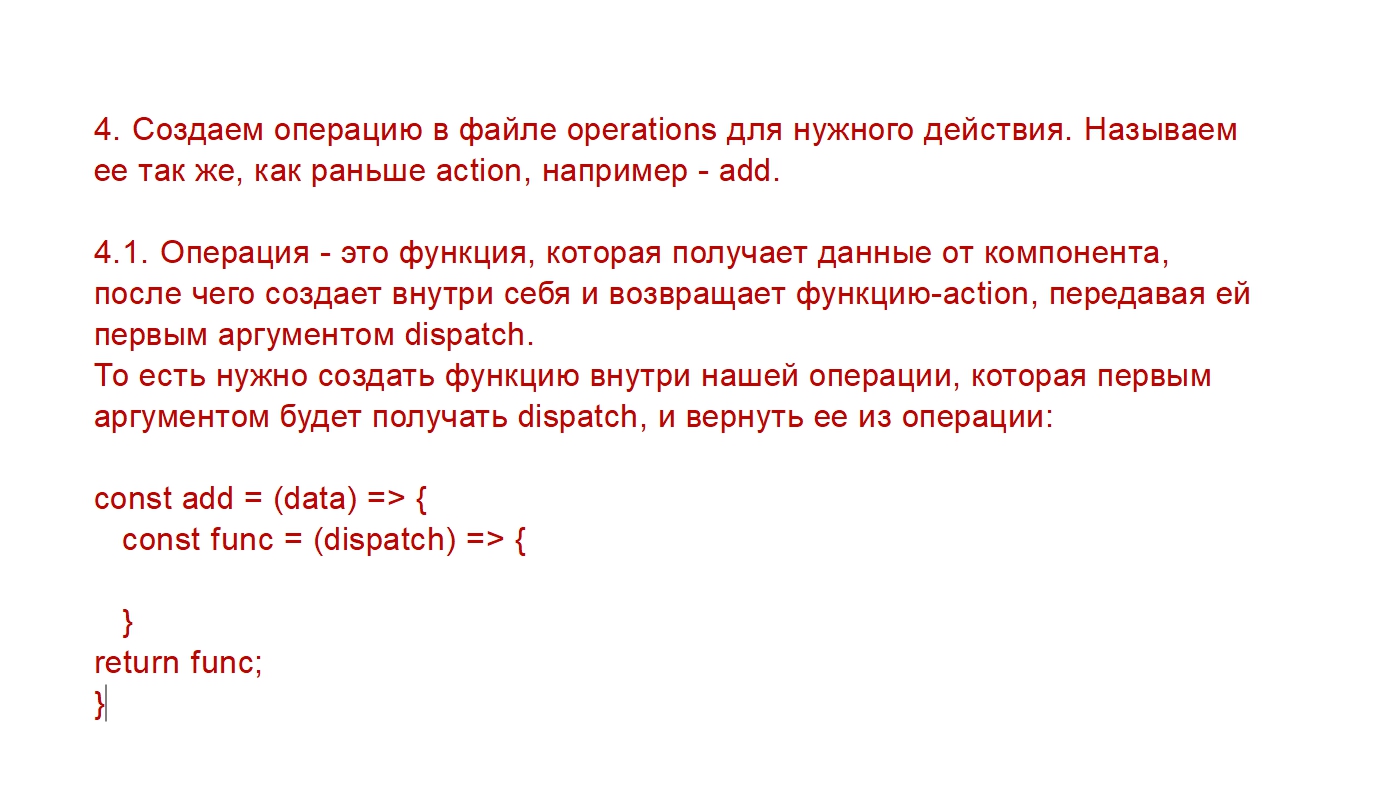 4. Создаем операцию в файле operations для нужного действия. Называем
ее так же, как раньше action, например - add.
4.1. Операция - это функция, которая получает данные от компонента,
после чего создает внутри себя и возвращает функцию-action, передавая ей
первым аргументом dispatch.
То есть нужно создать функцию внутри нашей операции, которая первым
аргументом будет получать dispatch, и вернуть ее из операции:
const add = (data) => {
const func = (dispatch) => {
}
return func;
}